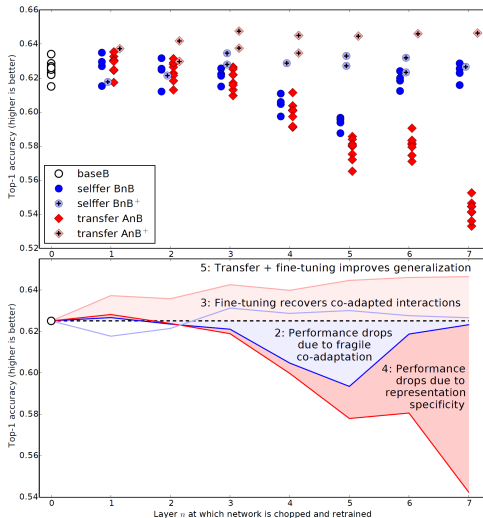 0.66
0.64
0.62
0.60
0.58
0.56
0.54
0.52
Top-1 accuracy (higher is better)
baseB
selffer BnB
selffer BnB+
transfer AnB
transfer AnB+
0 1 2 3 4 5 6 7
5: Transfer + fine-tuning improves generalization
3: Fine-tuning recovers co-adapted interactions
2: Performance drops
due to fragile
co-adaptation
4: Performance
drops due to
representation
specificity
0.64
0.62
0.60
0.58
0.56
0.54
Top-1 accuracy (higher is better)
0 1 2 3 4 5 6 7
Layer n at which network is chopped and retrained